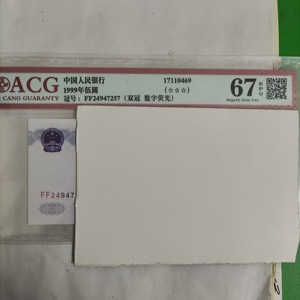 ACG
CANG GUARANTY
中国人民银行
1999年伍圆
冠号: FF24947257 (双冠 数字荧光)
17110469
(☆☆☆)
67 EPQ
Superb Gem Unc
FF24947